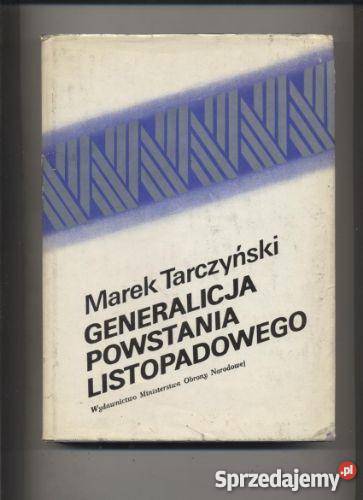 Marek Tarczyński
GENERALICJA
POWSTANIA
LISTOPADOWEGO
Wydawnictwo Ministerstwa Obrony Narodowej
Sprzedajemy.pl